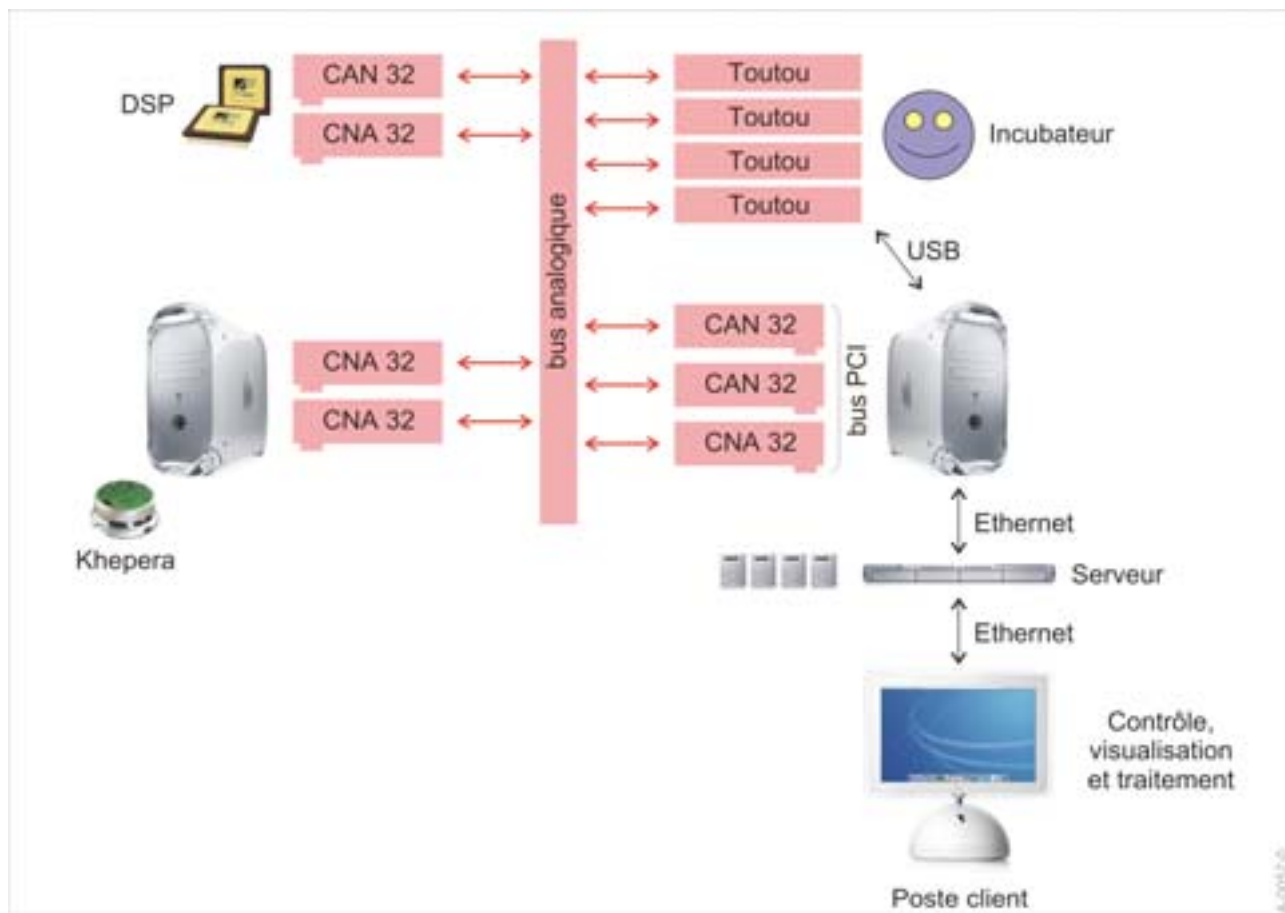 DSP
CAN 32
CNA 32
bus analogique
Toutou
Toutou
Toutou
Toutou
Incubateur
USB
CNA 32
CNA 32
Khepera
CAN 32
CAN 32
CNA 32
bus PCI
Ethernet
Serveur
Ethernet
Contrôle,
visualisation
et traitement
Poste client